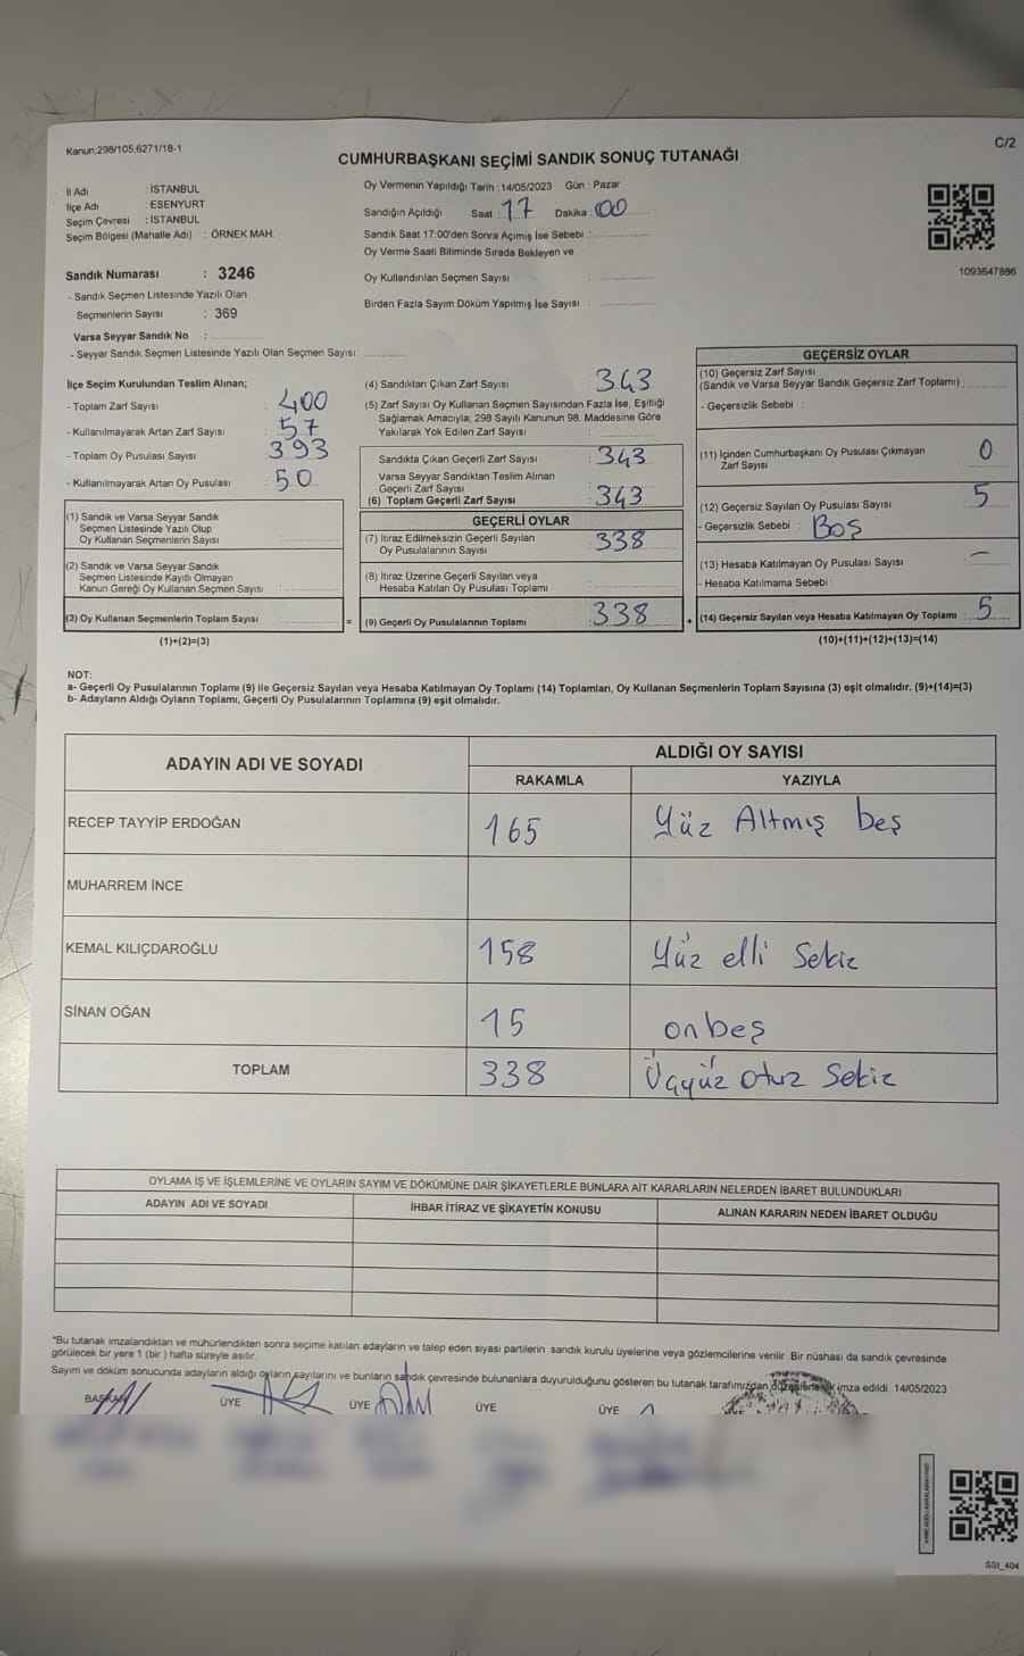 Kanun:298/105,6271/18-1
C/2
CUMHURBAŞKANI SEÇİMİ SANDIK SONUÇ TUTANAĞI
İl Adı : İSTANBUL
İlçe Adı : ESENYURT
Seçim Çevresi : İSTANBUL
Seçim Bölgesi (Mahalle Adı) : ÖRNEK MAH.
Sandık Numarası : 3246
- Sandık Seçmen Listesinde Yazılı Olan
Seçmenlerin Sayısı : 369
Varsa Seyyar Sandık No :
- Seyyar Sandık Seçmen Listesinde Yazılı Olan Seçmen Sayısı
Oy Vermenin Yapıldığı Tarih : 14/05/2023 Gün : Pazar
Sandığın Açıldığı Saat : 17 Dakika : 00
Sandık Saat 17:00'den Sonra Açımış İse Sebebi :
Oy Verme Saati Bitiminde Sırada Bekleyen ve
Oy Kullandırılan Seçmen Sayısı :
Birden Fazla Sayım Döküm Yapılmış İse Sayısı :
1093647886
İlçe Seçim Kurulundan Teslim Alınan;
- Toplam Zarf Sayısı : 400
- Kullanılmayarak Artan Zarf Sayısı : 57
- Toplam Oy Pusulası Sayısı : 393
- Kullanılmayarak Artan Oy Pusulası : 50
(1) Sandık ve Varsa Seyyar Sandık
Seçmen Listesinde Yazılı Olup
Oy Kullanan Seçmenlerin Sayısı :
(2) Sandık ve Varsa Seyyar Sandık
Seçmen Listesinde Kayıtlı Olmayan
Kanun Gereği Oy Kullanan Seçmen Sayısı :
(3) Oy Kullanan Seçmenlerin Toplam Sayısı
(1)+(2)=(3)
(4) Sandıktan Çıkan Zarf Sayısı : 343
(5) Zarf Sayısı Oy Kullanan Seçmen Sayısından Fazla İse, Eşitliği
Sağlamak Amacıyla; 298 Sayılı Kanunun 98. Maddesine Göre
Yakılarak Yok Edilen Zarf Sayısı :
Sandıkta Çıkan Geçerli Zarf Sayısı : 343
Varsa Seyyar Sandıktan Teslim Alınan
Geçerli Zarf Sayısı
(6) Toplam Geçerli Zarf Sayısı : 343
GEÇERLİ OYLAR
(7) İtiraz Edilmeksizin Geçerli Sayılan
Oy Pusulalarının Sayısı : 338
(8) İtiraz Üzerine Geçerli Sayılan veya
Hesaba Katılan Oy Pusulası Toplamı :
= (9) Geçerli Oy Pusulalarının Toplamı : 338
GEÇERSİZ OYLAR
(10) Geçersiz Zarf Sayısı
(Sandık ve Varsa Seyyar Sandık Geçersiz Zarf Toplamı)
- Geçersizlik Sebebi :
(11) İçinden Cumhurbaşkanı Oy Pusulası Çıkmayan
Zarf Sayısı 0
(12) Geçersiz Sayılan Oy Pusulası Sayısı 5
- Geçersizlik Sebebi : Boş
(13) Hesaba Katılmayan Oy Pusulası Sayısı –
- Hesaba Katılmama Sebebi
+ (14) Geçersiz Sayılan veya Hesaba Katılmayan Oy Toplamı 5
(10)+(11)+(12)+(13)=(14)
NOT:
a- Geçerli Oy Pusulalarının Toplamı (9) ile Geçersiz Sayılan veya Hesaba Katılmayan Oy Toplamı (14) Toplamları, Oy Kullanan Seçmenlerin Toplam Sayısına (3) eşit olmalıdır. (9)+(14)=(3)
b- Adayların Aldığı Oyların Toplamı, Geçerli Oy Pusulalarının Toplamına (9) eşit olmalıdır.
ADAYIN ADI VE SOYADI
ALDIĞI OY SAYISI
RAKAMLA YAZIYLA
RECEP TAYYİP ERDOĞAN 165 Yüz Altmış beş
MUHARREM İNCE
KEMAL KILIÇDAROĞLU 158 Yüz elli Sekiz
SİNAN OĞAN 15 onbeş
TOPLAM 338 Üçyüz otuz Sekiz
OYLAMA İŞ VE İŞLEMLERİNE VE OYLARIN SAYIM VE DÖKÜMÜNE DAİR ŞİKAYETLERLE BUNLARA AİT KARARLARIN NELERDEN İBARET BULUNDUKLARI
ADAYIN ADI VE SOYADI İHBAR İTİRAZ VE ŞİKAYETİN KONUSU ALINAN KARARIN NEDEN İBARET OLDUĞU
*Bu tutanak imzalandıktan ve mühürlendikten sonra seçime katılan adayların ve talep eden siyasi partilerin sandık kurulu üyelerine veya gözlemcilerine verilir. Bir nüshası da sandık çevresinde
görülecek bir yere 1 (bir ) hafta süreyle asılır.
Sayım ve döküm sonucunda adayların aldığı oyların sayılarını ve bunların sandık çevresinde bulunanlara duyurulduğunu gösteren bu tutanak tarafımızdan düzenlenerek imza edildi. 14/05/2023
BAŞKAN ÜYE ÜYE ÜYE ÜYE
SGI_404